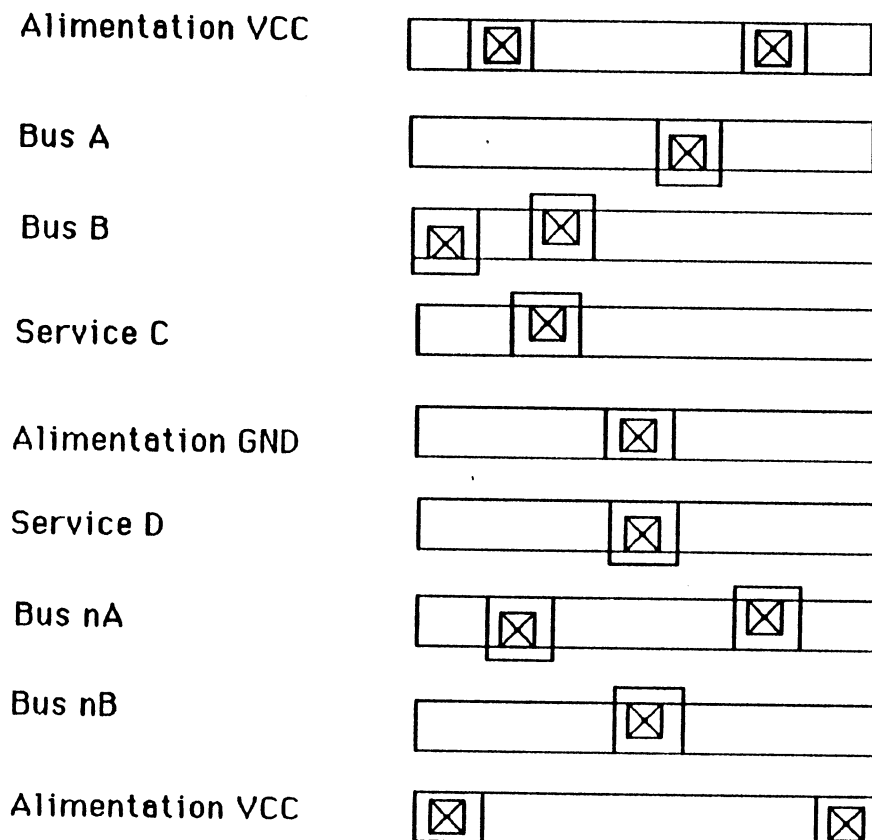 Alimentation VCC
Bus A
Bus B
Service C
Alimentation GND
Service D
Bus nA
Bus nB
Alimentation VCC